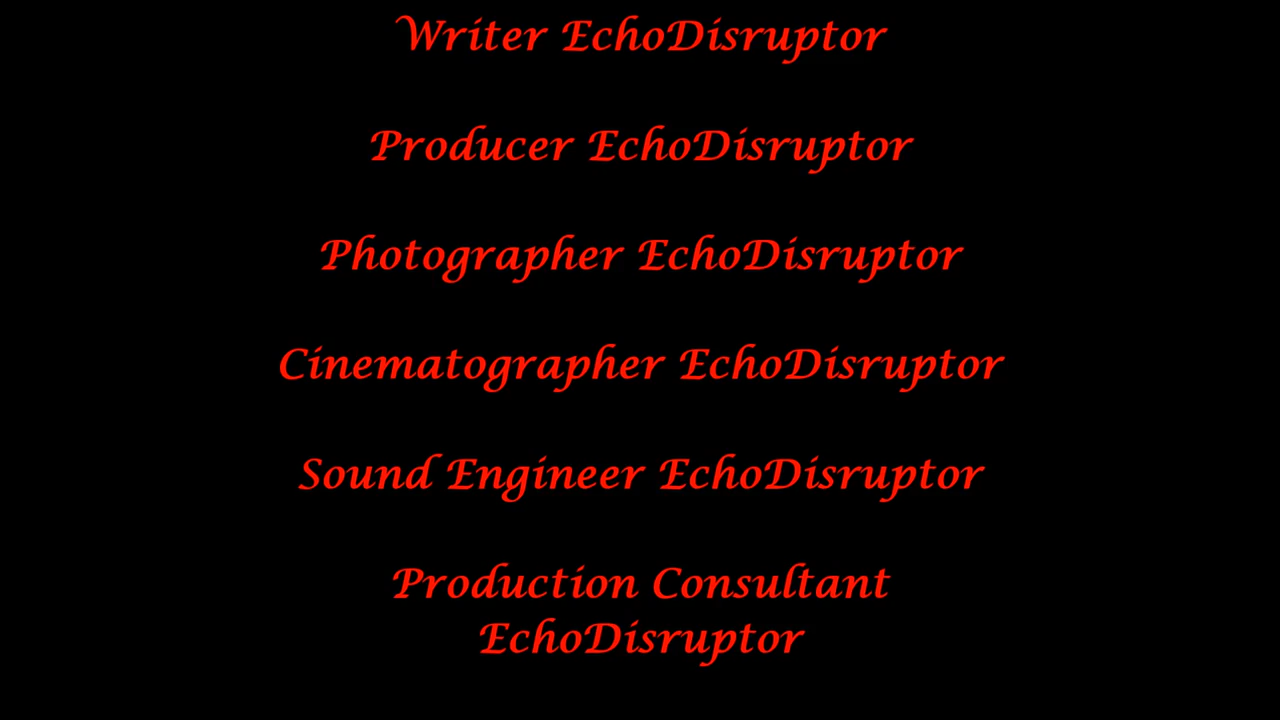 Writer EchoDisruptor
Producer EchoDisruptor
Photographer EchoDisruptor
Cinematographer EchoDisruptor
Sound Engineer EchoDisruptor
Production Consultant
EchoDisruptor